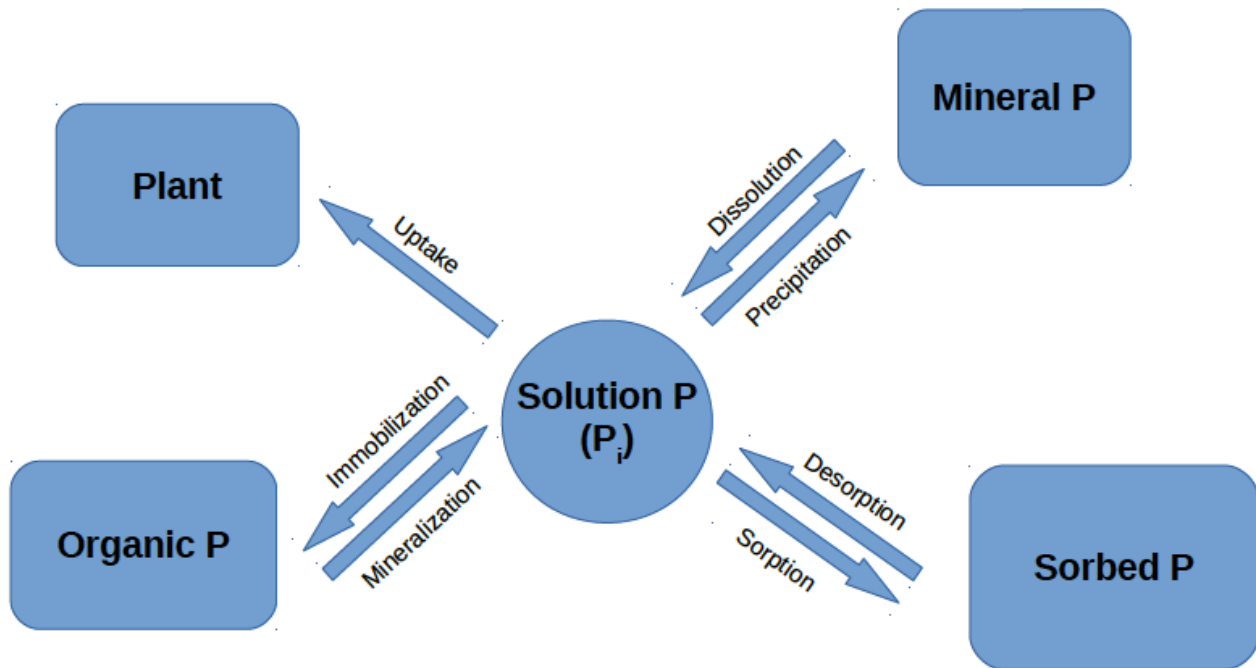 Mineral P
Plant
Dissolution
Precipitation
Uptake
Solution P
(Pi)
Immobilization
Mineralization
Organic P
Desorption
Sorption
Sorbed P